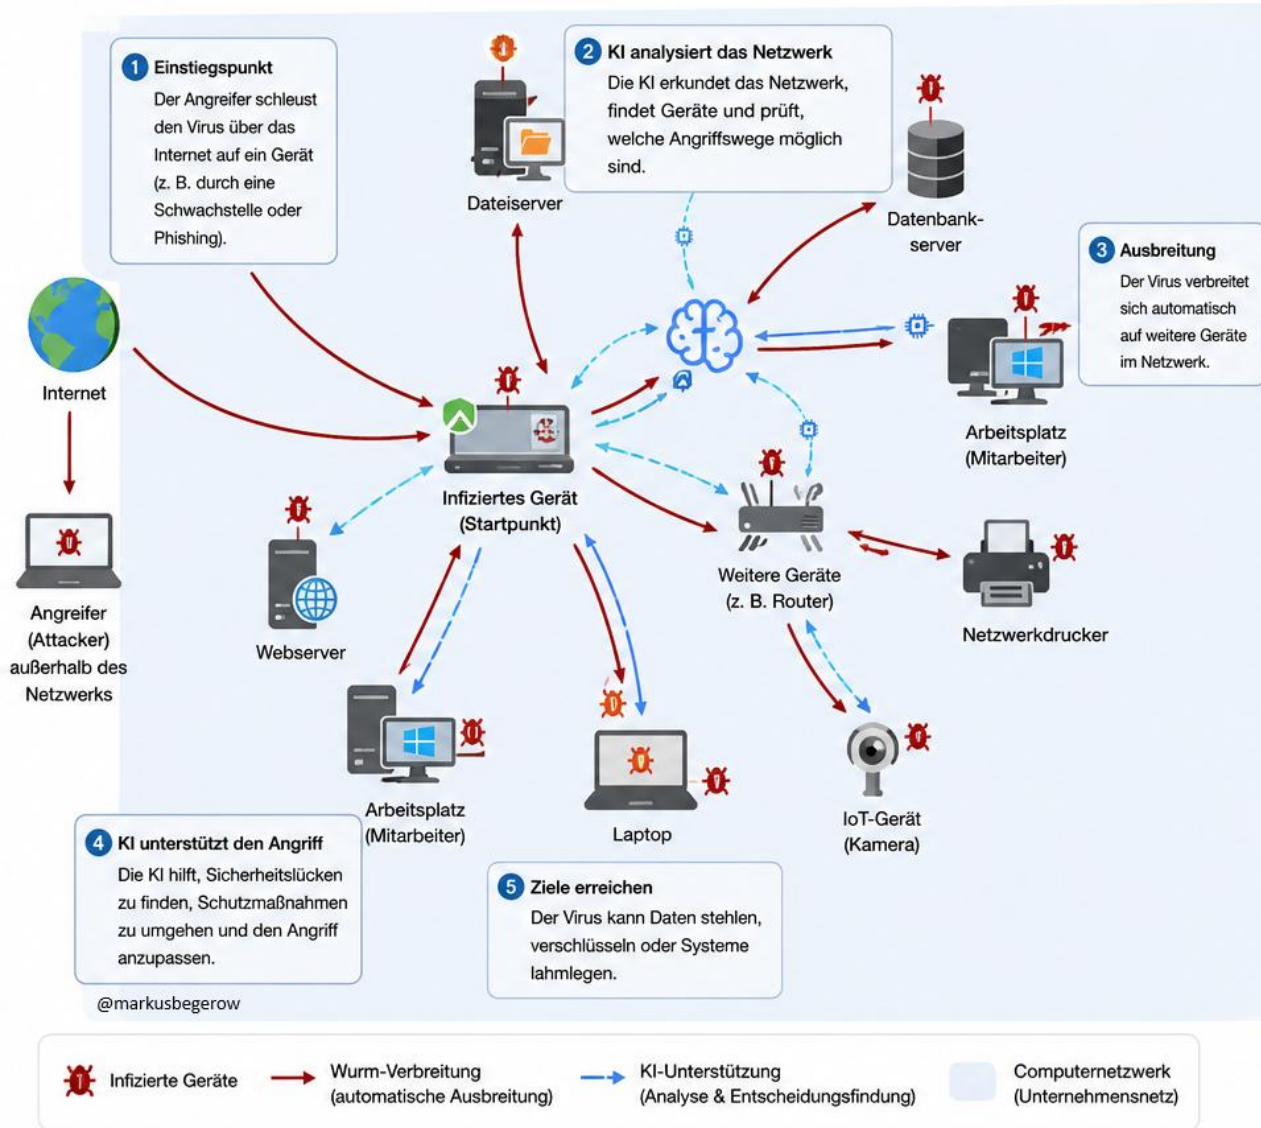 1 Einstiegspunkt
Der Angreifer schleust
den Virus über das
Internet auf ein Gerät
(z. B. durch eine
Schwachstelle oder
Phishing).
Dateiserver
2 KI analysiert das Netzwerk
Die KI erkundet das Netzwerk,
findet Geräte und prüft,
welche Angriffswege möglich
sind.
Datenbank-
server
3 Ausbreitung
Der Virus verbreitet
sich automatisch
auf weitere Geräte
im Netzwerk.
Internet
Arbeitsplatz
(Mitarbeiter)
Infiziertes Gerät
(Startpunkt)
Angreifer
(Attacker)
außerhalb des
Netzwerks
Webserver
Weitere Geräte
(z. B. Router)
Netzwerkdrucker
Arbeitsplatz
(Mitarbeiter)
Laptop
IoT-Gerät
(Kamera)
4 KI unterstützt den Angriff
Die KI hilft, Sicherheitslücken
zu finden, Schutzmaßnahmen
zu umgehen und den Angriff
anzupassen.
5 Ziele erreichen
Der Virus kann Daten stehlen,
verschlüsseln oder Systeme
lahmlegen.
@markusbegerow
Infizierte Geräte
Wurm-Verbreitung
(automatische Ausbreitung)
KI-Unterstützung
(Analyse & Entscheidungsfindung)
Computernetzwerk
(Unternehmensnetz)